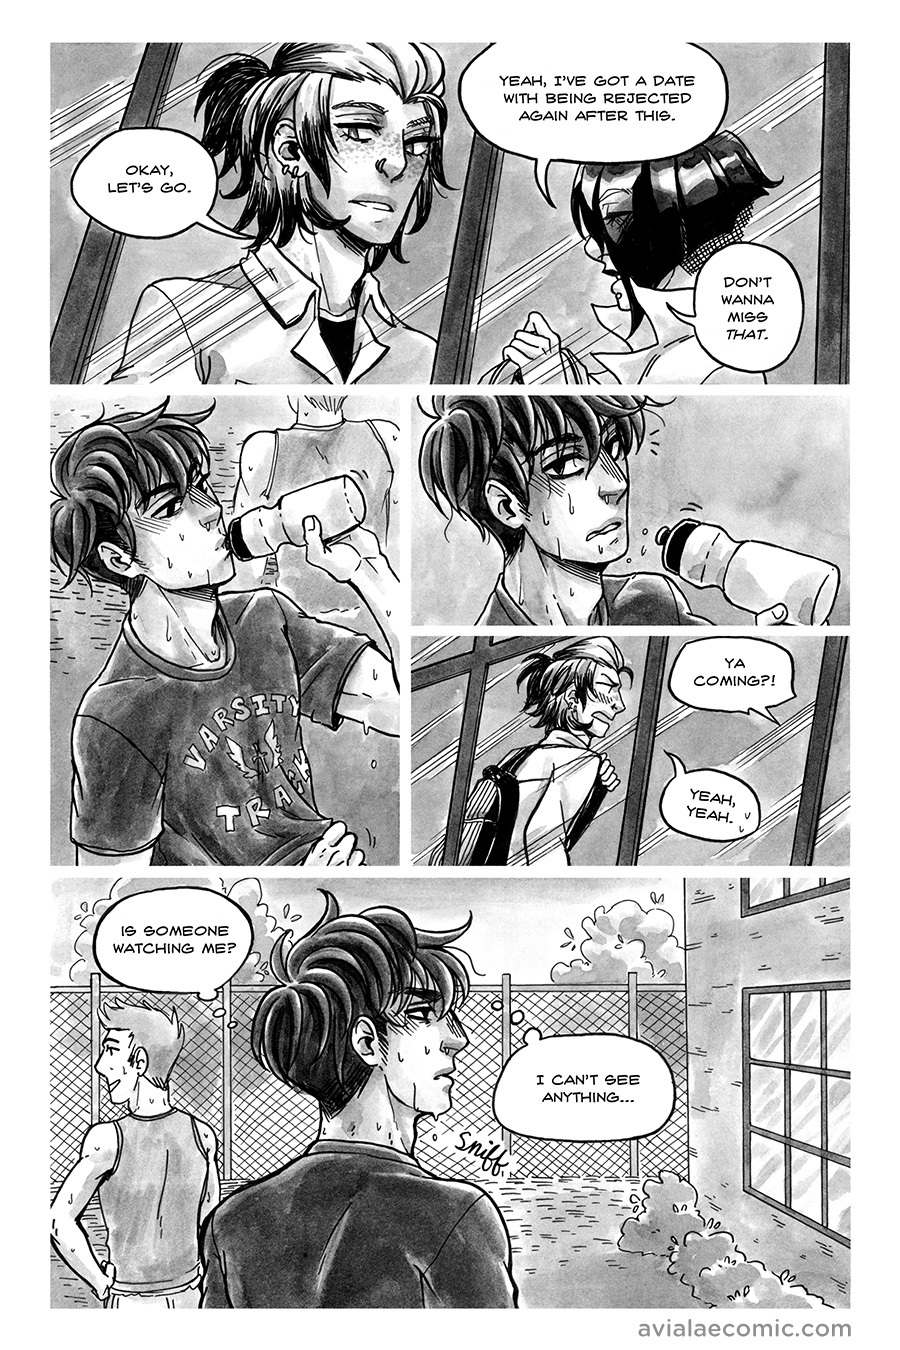 OKAY,
LET'S GO.
YEAH, I'VE GOT A DATE
WITH BEING REJECTED
AGAIN AFTER THIS.
DON'T
WANNA
MISS
THAT.
VARSITY
TRACK
YA
COMING?!
YEAH,
YEAH.
IS SOMEONE
WATCHING ME?
I CAN'T SEE
ANYTHING...
Sniff
avialaecomic.com